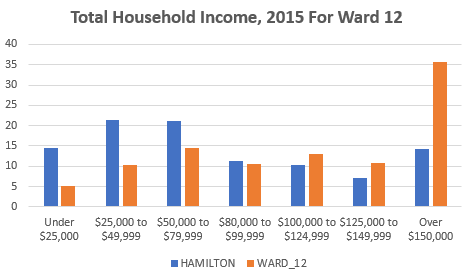 Total Household Income, 2015 For Ward 12
40
35
30
25
20
15
10
5
0
Under $25,000
$25,000 to $49,999
$50,000 to $79,999
$80,000 to $99,999
$100,000 to $124,999
$125,000 to $149,999
Over $150,000
HAMILTON WARD_12